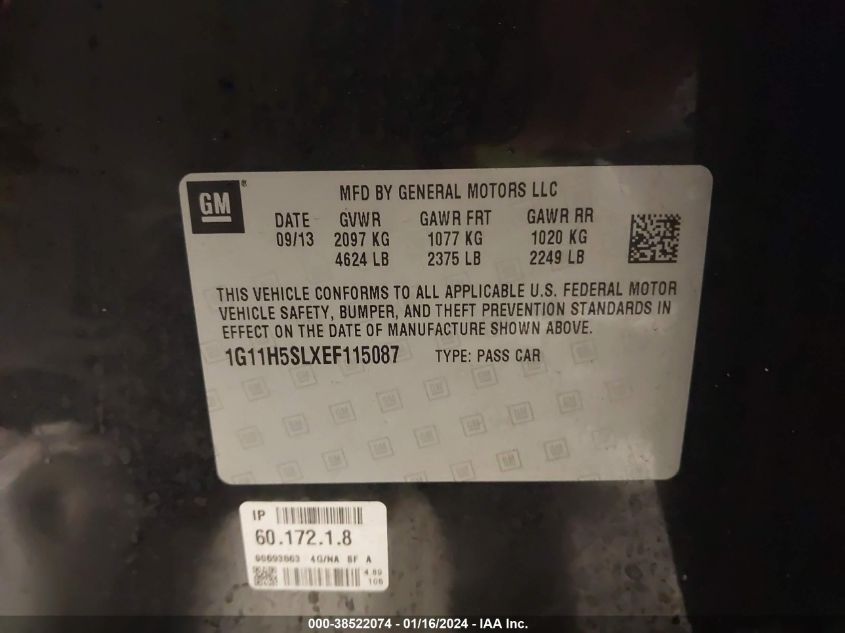 GM ®
MFD BY GENERAL MOTORS LLC
DATE GVWR GAWR FRT GAWR RR
09/13 2097 KG 1077 KG 1020 KG
4624 LB 2375 LB 2249 LB
THIS VEHICLE CONFORMS TO ALL APPLICABLE U.S. FEDERAL MOTOR
VEHICLE SAFETY, BUMPER, AND THEFT PREVENTION STANDARDS IN
EFFECT ON THE DATE OF MANUFACTURE SHOWN ABOVE.
1G11H5SLXEF115087 TYPE: PASS CAR
IP
60.172.1.8
4G/NA SF A
000-38522074 - 01/16/2024 - IAA Inc.